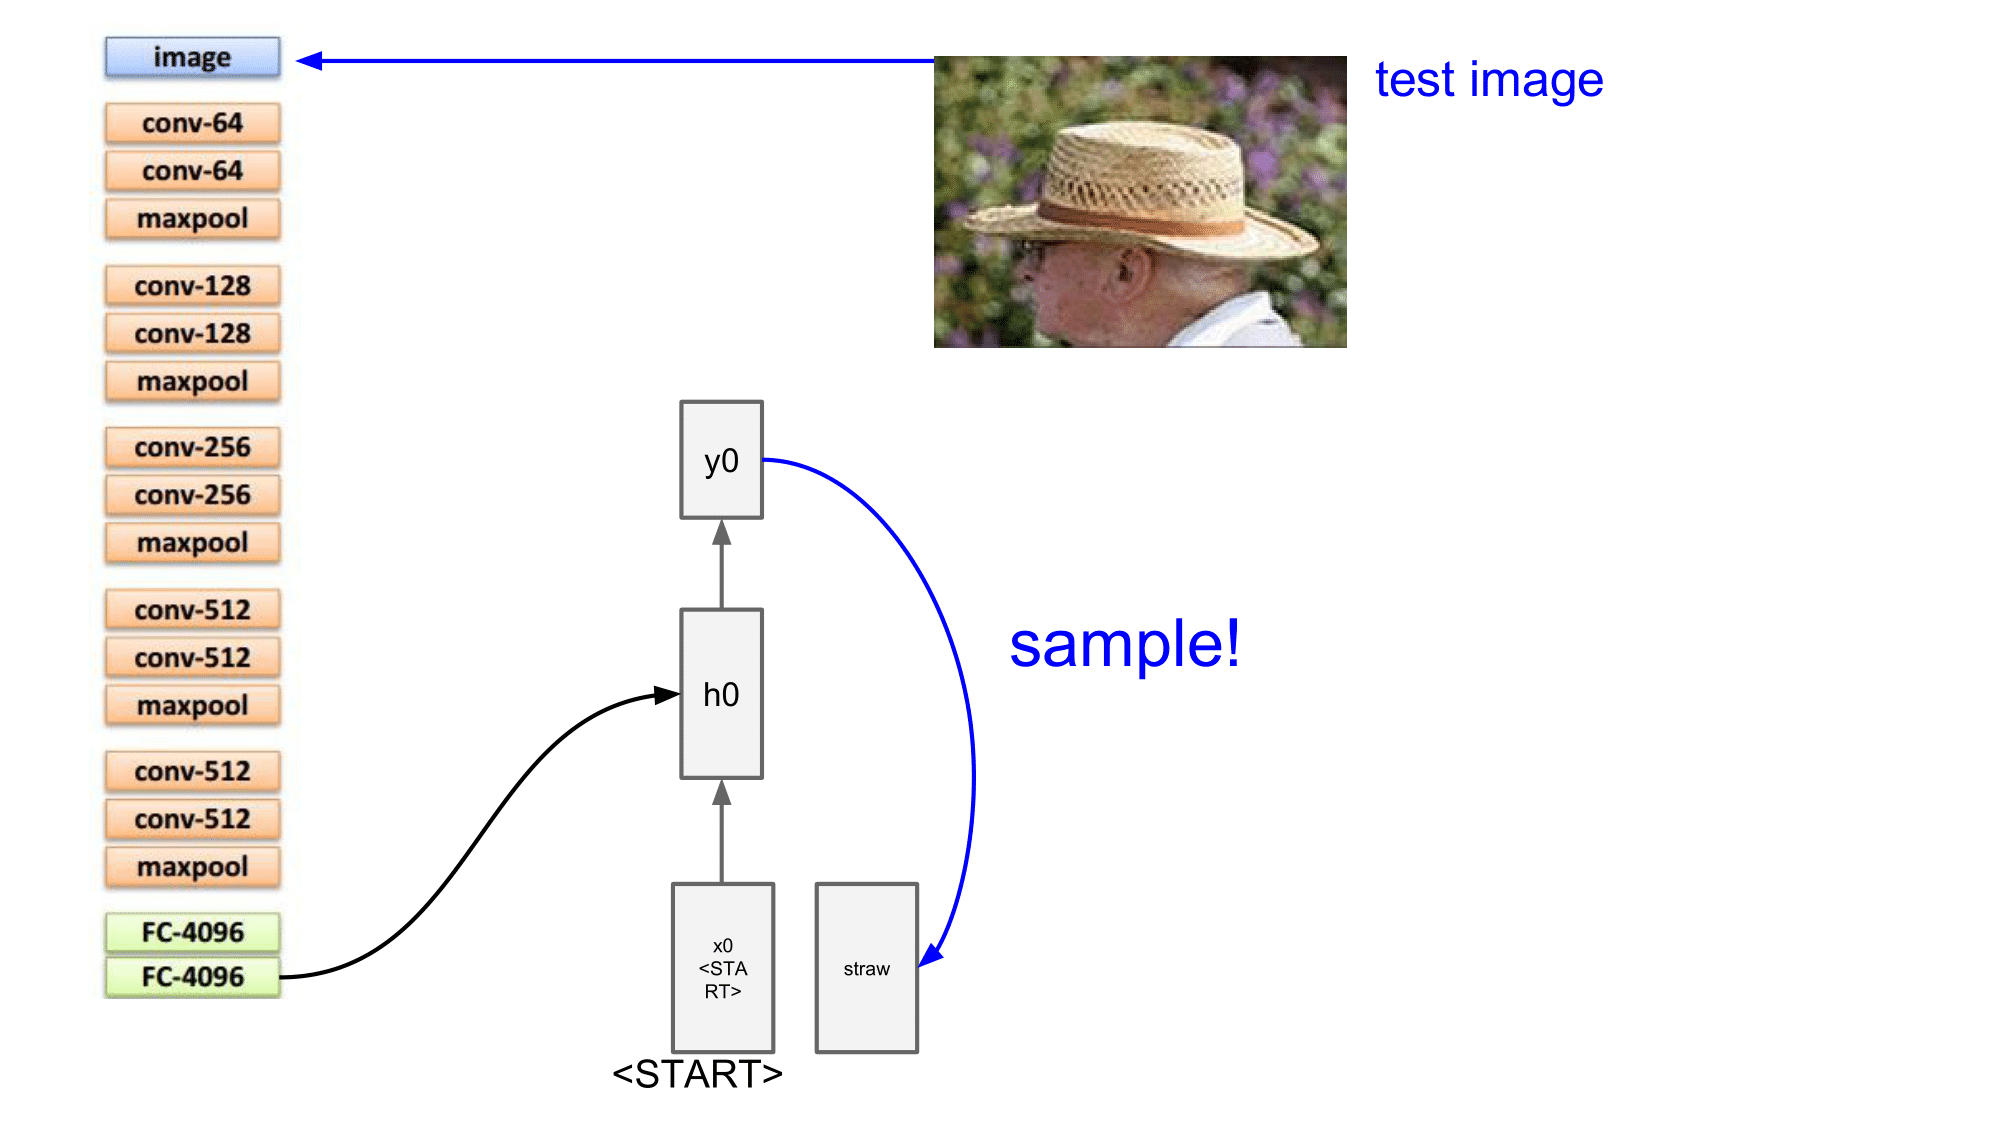 image
conv-64
conv-64
maxpool
conv-128
conv-128
maxpool
conv-256
conv-256
maxpool
conv-512
conv-512
maxpool
conv-512
conv-512
maxpool
FC-4096
FC-4096
test image
y0
h0
sample!
x0
<STA
RT>
straw
<START>